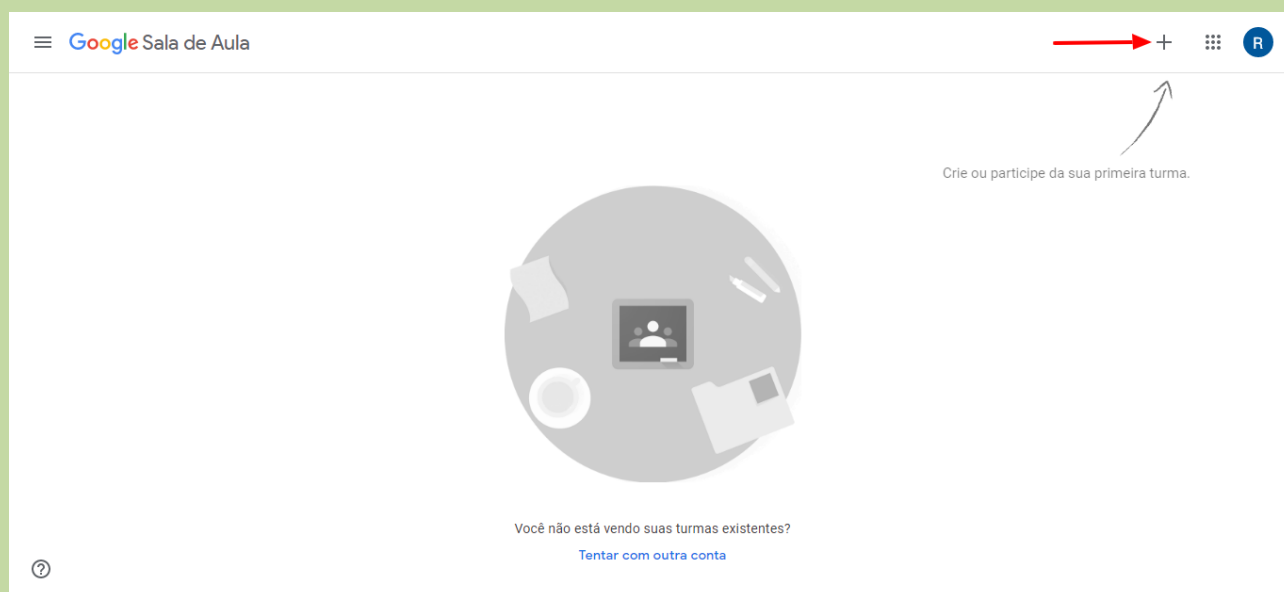 Google Sala de Aula
R
Crie ou participe da sua primeira turma.
Você não está vendo suas turmas existentes?
Tentar com outra conta
?